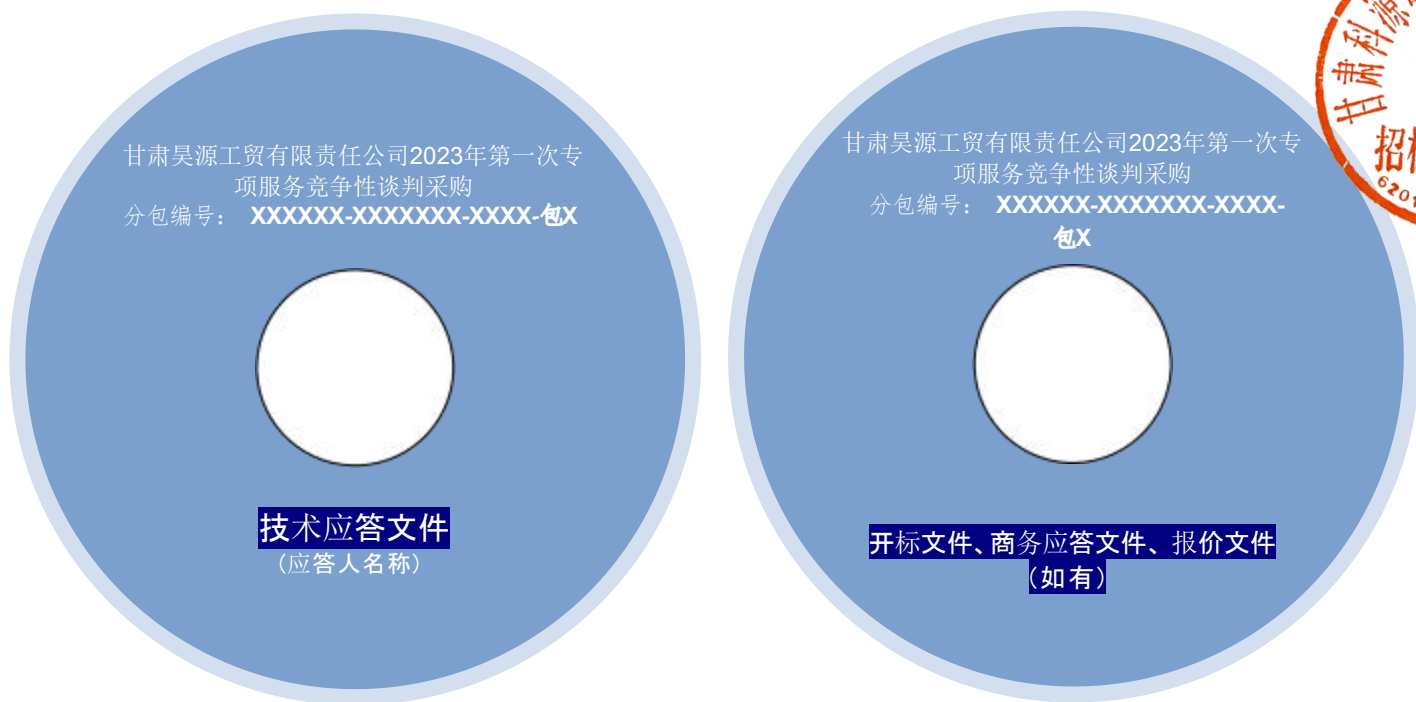 甘肃昊源工贸有限责任公司2023年第一次专
项服务竞争性谈判采购
分包编号： XXXXXX-XXXXXXX-XXXX-包X
技术应答文件
（应答人名称）
甘肃昊源工贸有限责任公司2023年第一次专
项服务竞争性谈判采购
分包编号： XXXXXX-XXXXXXX-XXXX-
包X
开标文件、商务应答文件、报价文件
（如有）
甘肃科源
招标
6201